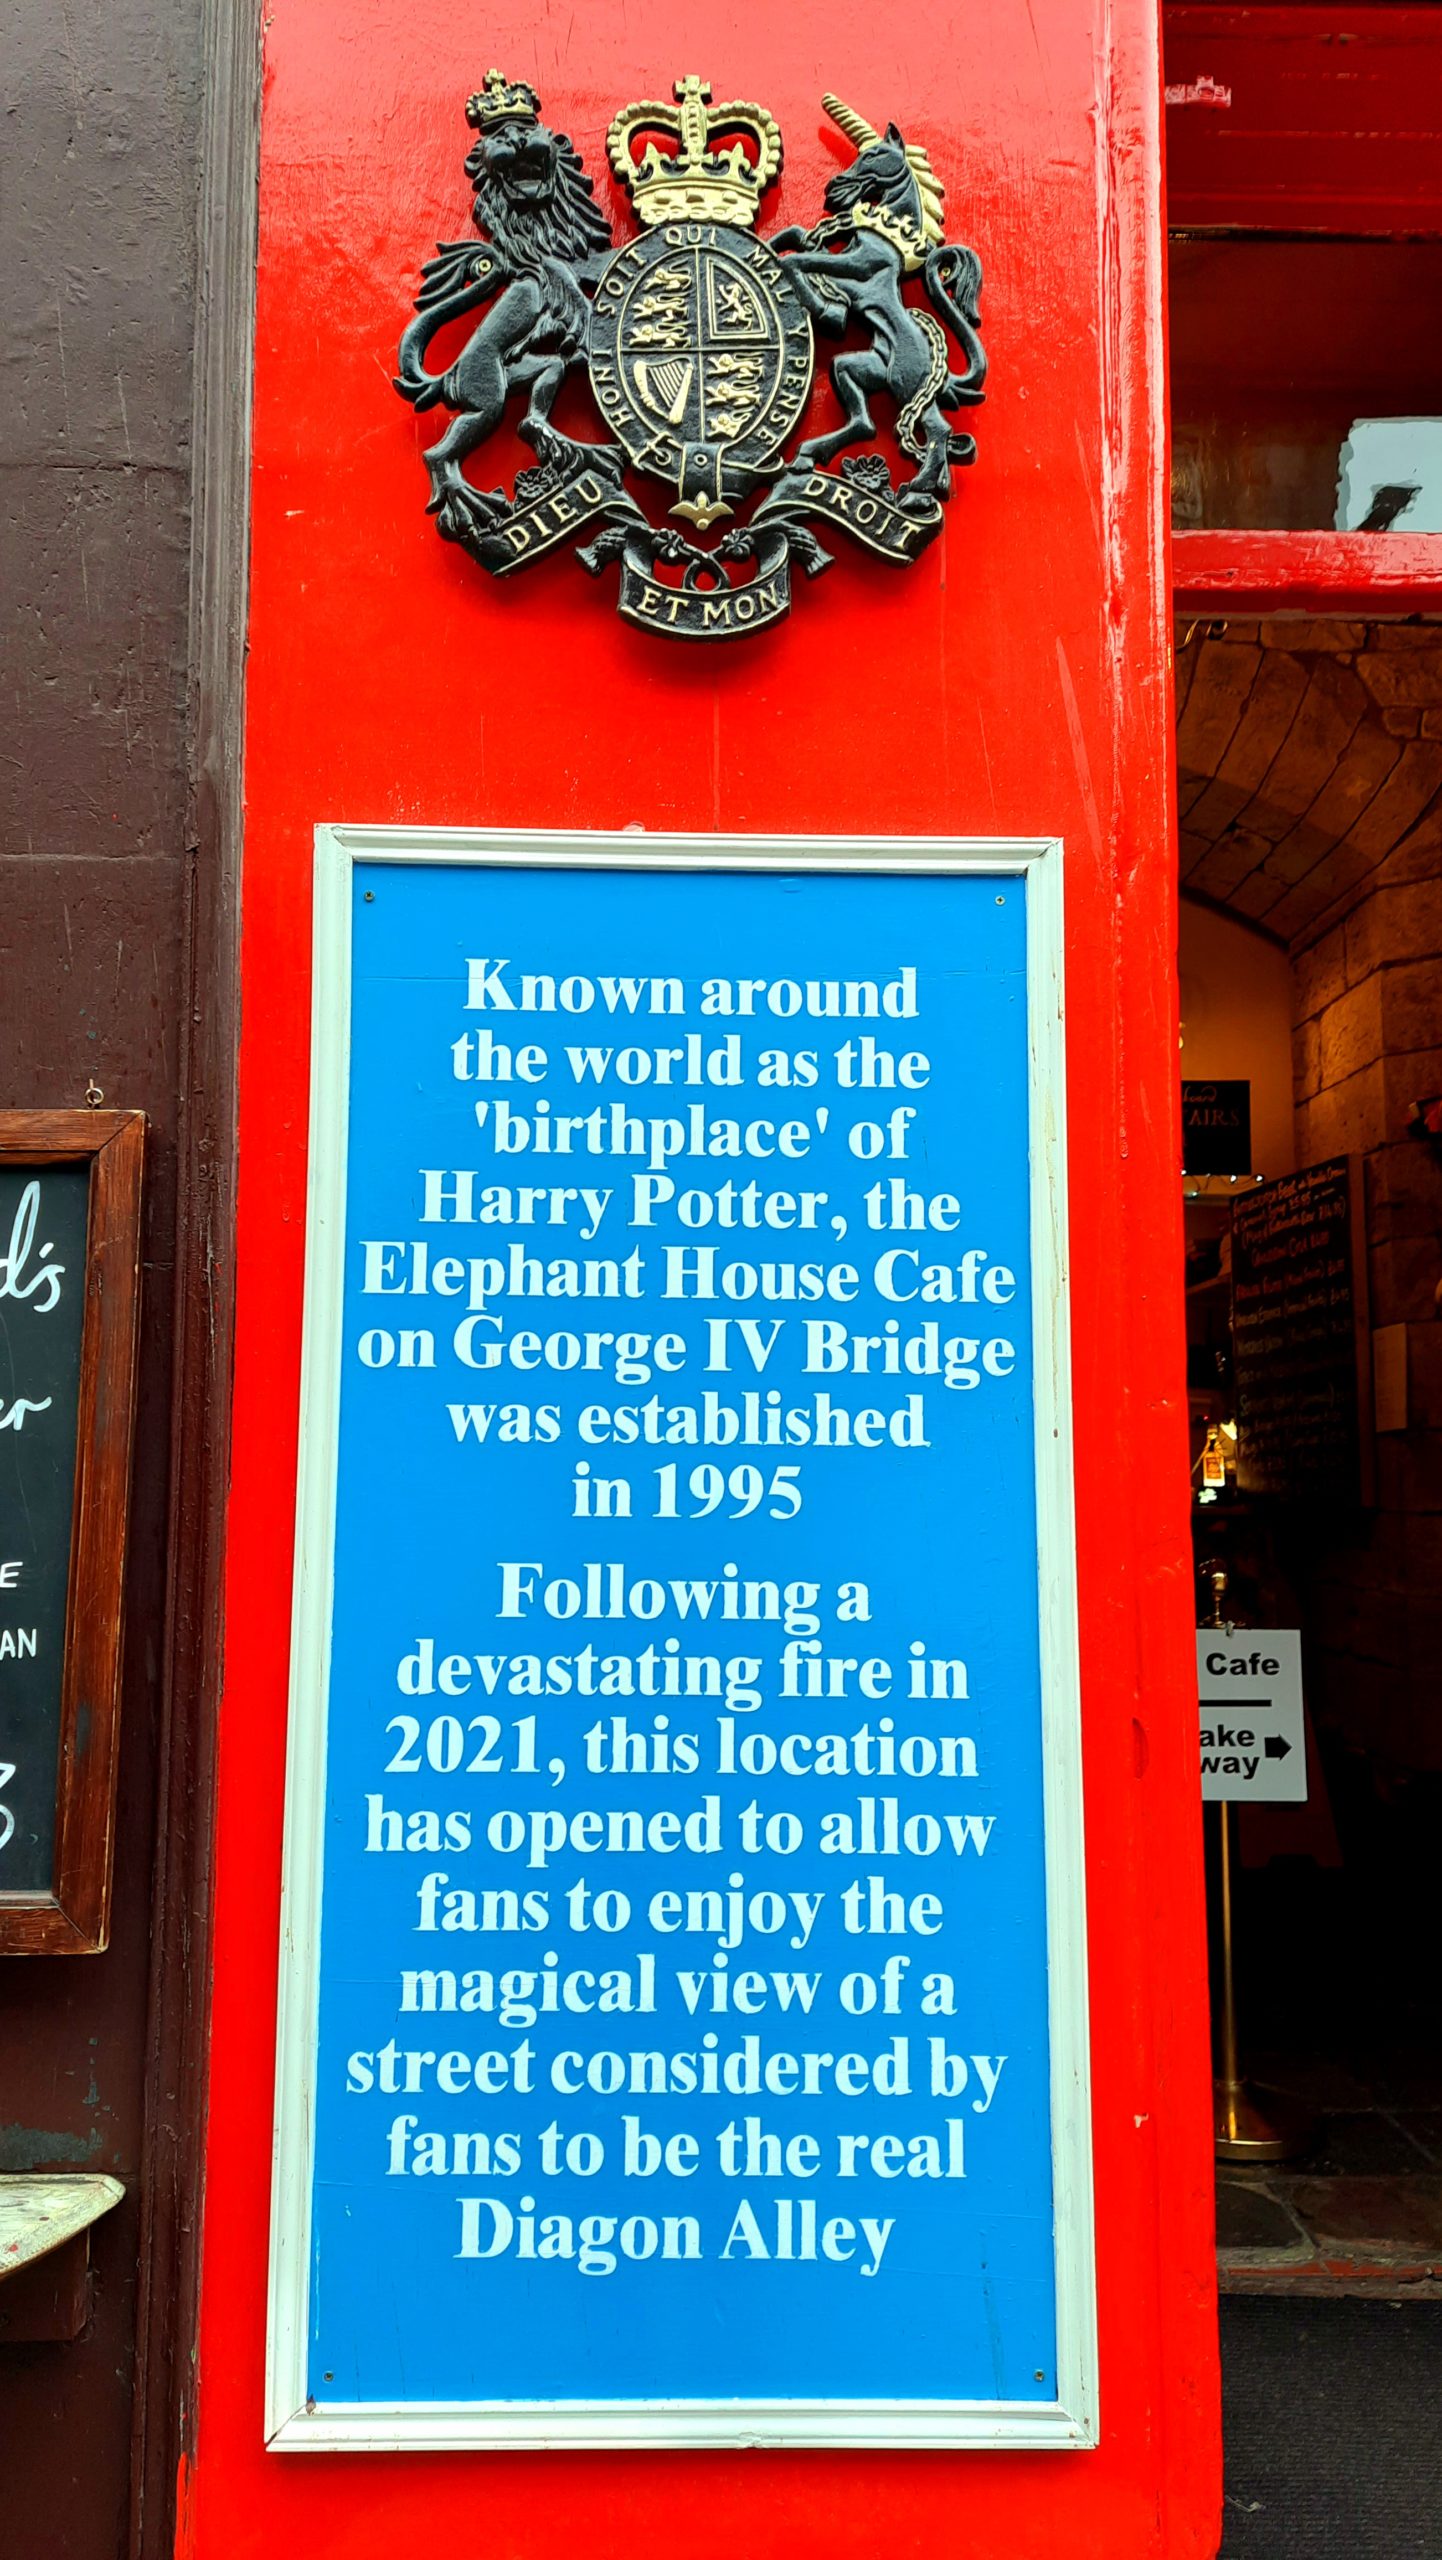 HONI SOIT QUI MAL Y PENSE
DIEU ET MON DROIT
Known around
the world as the
'birthplace' of
Harry Potter, the
Elephant House Cafe
on George IV Bridge
was established
in 1995
Following a
devastating fire in
2021, this location
has opened to allow
fans to enjoy the
magical view of a
street considered by
fans to be the real
Diagon Alley
Cafe